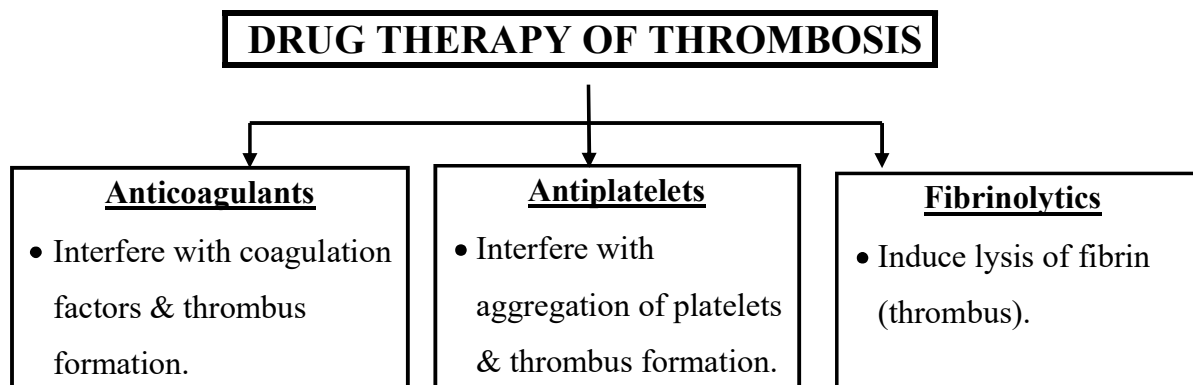 DRUG THERAPY OF THROMBOSIS
Anticoagulants
• Interfere with coagulation
factors & thrombus
formation.
Antiplatelets
• Interfere with
aggregation of platelets
& thrombus formation.
Fibrinolytics
• Induce lysis of fibrin
(thrombus).